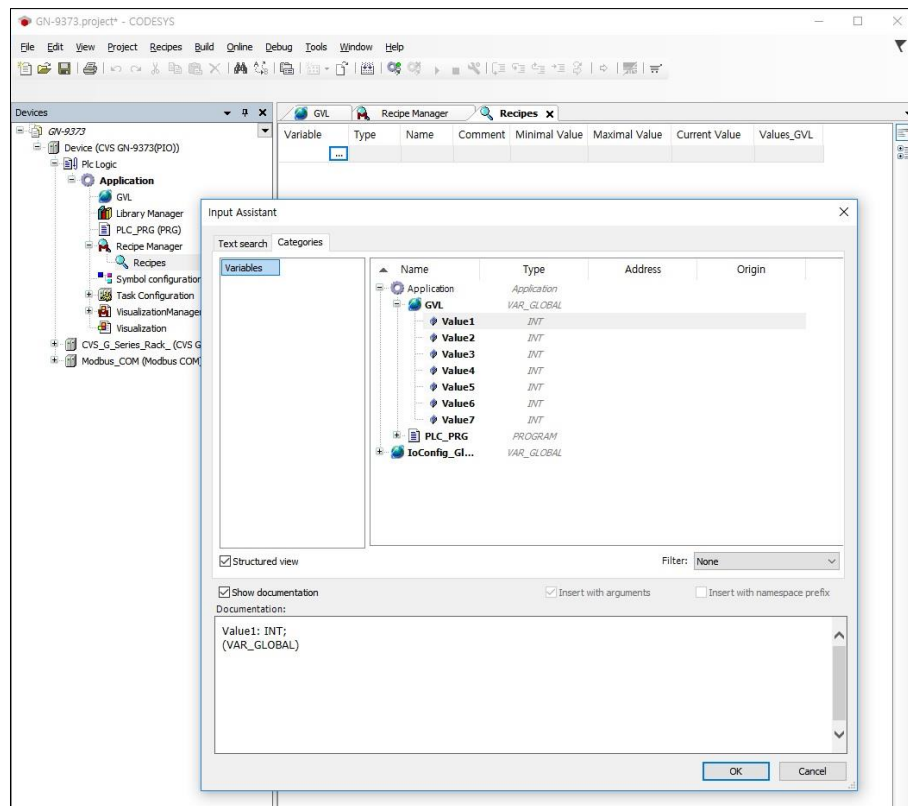 GN-9373.project* - CODESYS
File Edit View Project Recipes Build Online Debug Tools Window Help
Devices
GN-9373
Device (CVS GN-9373(PIO))
Plc Logic
Application
GVL
Library Manager
PLC_PRG (PRG)
Recipe Manager
Recipes
Symbol configuration
Task Configuration
VisualizationManage
Visualization
CVS_G_Series_Rack_ (CVS G
Modbus_COM (Modbus COM
GVL Recipe Manager Recipes
Variable Type Name Comment Minimal Value Maximal Value Current Value Values_GVL
...
Input Assistant
Text search Categories
Variables
Name Type Address Origin
Application Application
GVL VAR_GLOBAL
Value1 INT
Value2 INT
Value3 INT
Value4 INT
Value5 INT
Value6 INT
Value7 INT
PLC_PRG PROGRAM
IoConfig_Gl... VAR_GLOBAL
Structured view Filter: None
Show documentation Insert with arguments Insert with namespace prefix
Documentation:
Value1: INT;
(VAR_GLOBAL)
OK Cancel